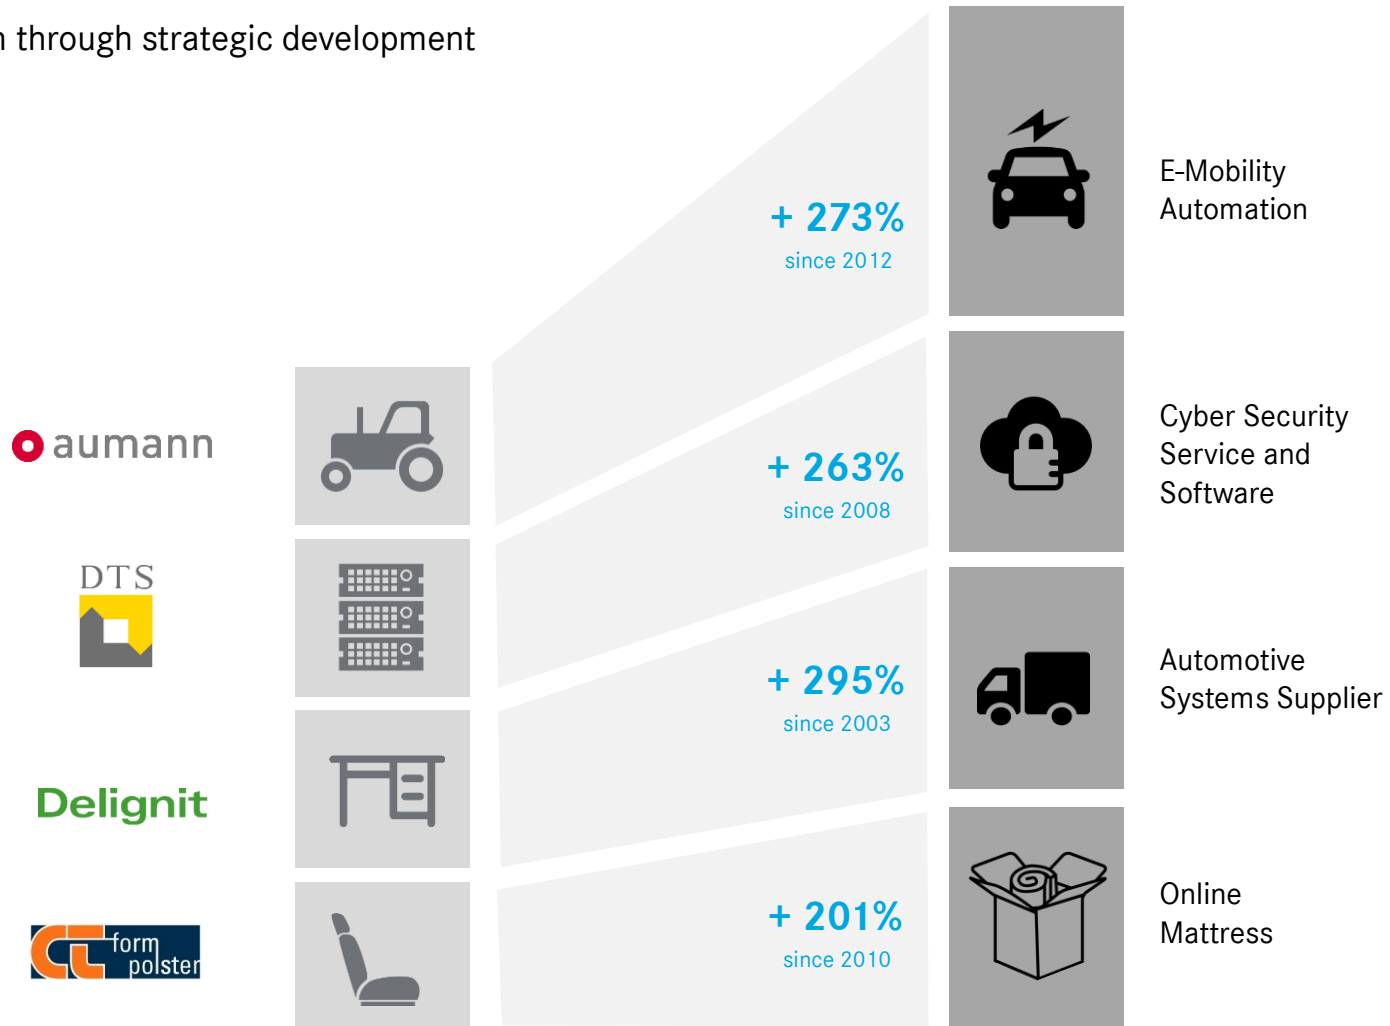 through strategic development
+ 273%
since 2012
E-Mobility
Automation
aumann
+ 263%
since 2008
Cyber Security
Service and
Software
DTS
+ 295%
since 2003
Automotive
Systems Supplier
Delignit
+ 201%
since 2010
Online
Mattress
CL
form
polster